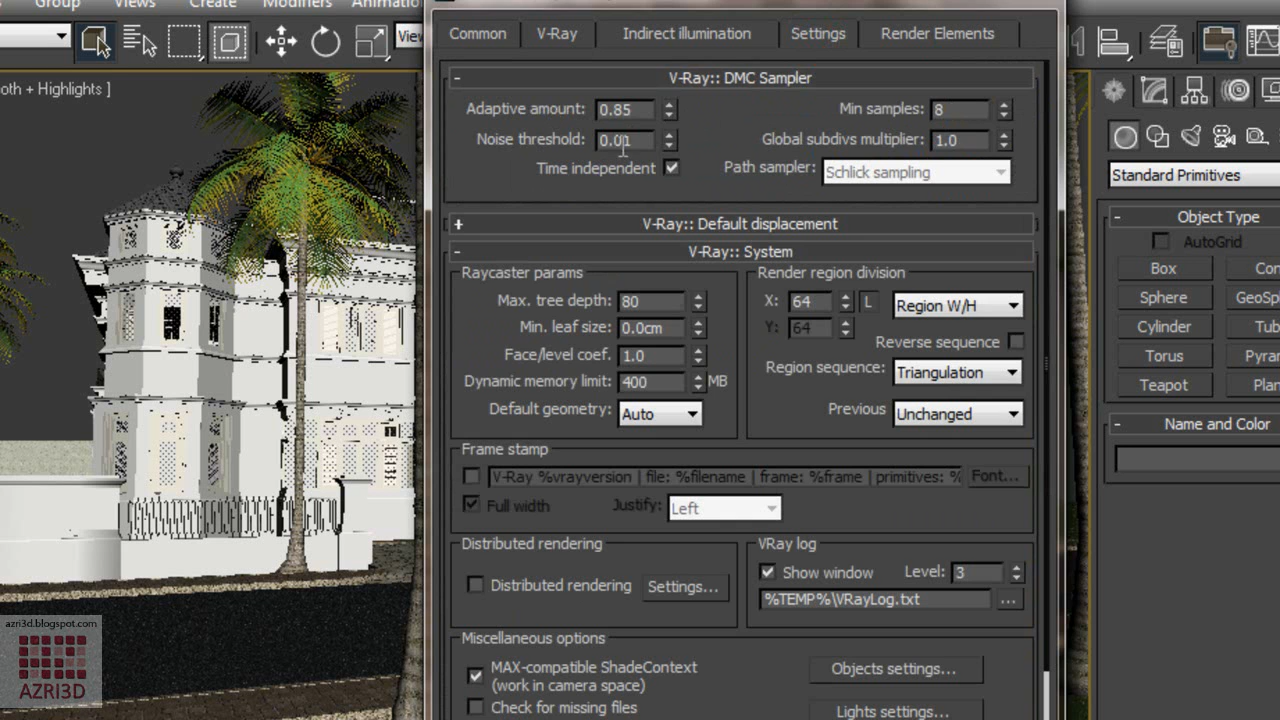 Group
Views
Create
Modifiers
Animation
View
oth + Highlights ]
Common
V-Ray
Indirect illumination
Settings
Render Elements
- V-Ray:: DMC Sampler
Adaptive amount: 0.85
Min samples: 8
Noise threshold: 0.01
Global subdivs multiplier: 1.0
Time independent
Path sampler: Schlick sampling
+ V-Ray:: Default displacement
- V-Ray:: System
Raycaster params
Max. tree depth: 80
Min. leaf size: 0.0cm
Face/level coef. 1.0
Dynamic memory limit: 400 MB
Default geometry: Auto
Render region division
X: 64 L Region W/H
Y: 64
Reverse sequence
Region sequence: Triangulation
Previous Unchanged
Frame stamp
V-Ray %vrayversion | file: %filename | frame: %frame | primitives: %
Font...
Full width
Justify: Left
Distributed rendering
Distributed rendering
Settings...
VRay log
Show window
Level: 3
%TEMP%\VRayLog.txt ...
Miscellaneous options
MAX-compatible ShadeContext
(work in camera space)
Check for missing files
Objects settings...
Lights settings...
Standard Primitives
- Object Type
AutoGrid
Box
Con
Sphere
GeoSp
Cylinder
Tub
Torus
Pyra
Teapot
Plan
- Name and Color
azri3d.blogspot.com
AZRI3D